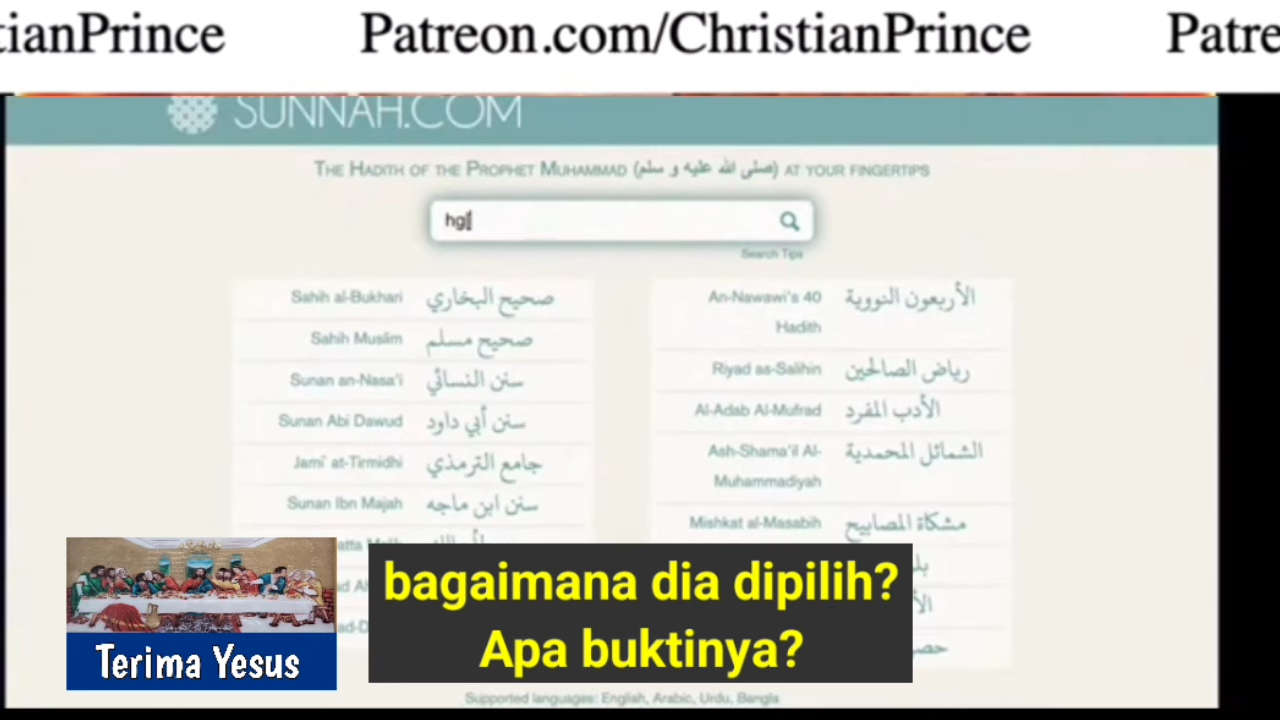 tianPrince Patreon.com/ChristianPrince Patre
SUNNAH.COM
THE HADITH OF THE PROPHET MUHAMMAD (صلى الله عليه و سلم) AT YOUR FINGERTIPS
hg[
Search Tips
Sahih al-Bukhari صحيح البخاري
Sahih Muslim صحيح مسلم
Sunan an-Nasa'i سنن النسائي
Sunan Abi Dawud سنن أبي داود
Jami` at-Tirmidhi جامع الترمذي
Sunan Ibn Majah سنن ابن ماجه
An-Nawawi's 40 الأربعون النووية
Hadith
Riyad as-Salihin رياض الصالحين
Al-Adab Al-Mufrad الأدب المفرد
Ash-Shama'il Al- الشمائل المحمدية
Muhammadiyah
Mishkat al-Masabih مشكاة المصابيح
bagaimana dia dipilih?
Apa buktinya?
Terima Yesus
Supported languages: English, Arabic, Urdu, Bangla